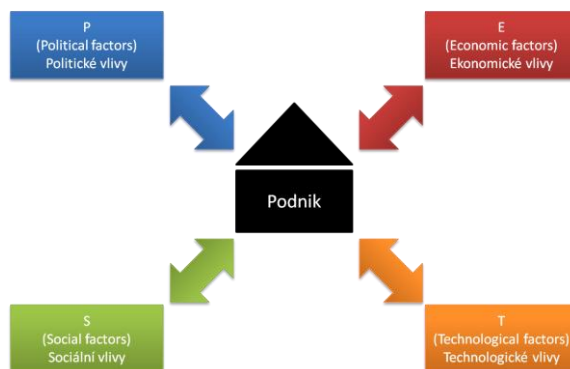 P
(Political factors)
Politické vlivy
E
(Economic factors)
Ekonomické vlivy
Podnik
S
(Social factors)
Sociální vlivy
T
(Technological factors)
Technologické vlivy